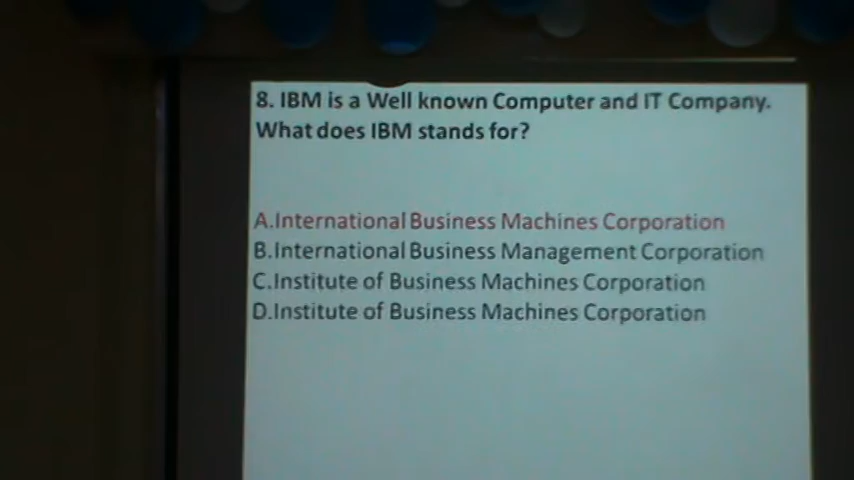 8. IBM is a Well known Computer and IT Company.
What does IBM stands for?
A.International Business Machines Corporation
B.International Business Management Corporation
C.Institute of Business Machines Corporation
D.Institute of Business Machines Corporation